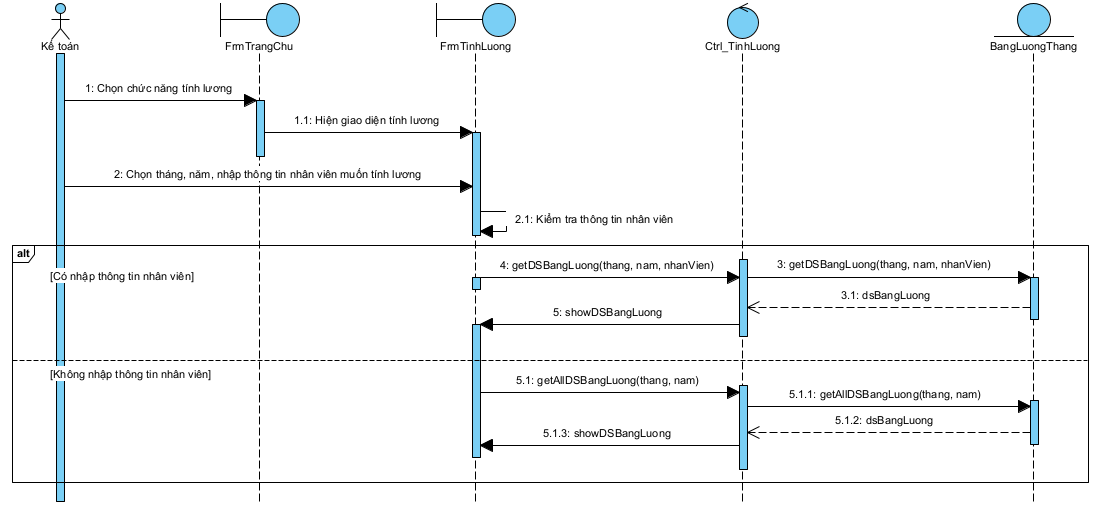 Kế toán
FrmTrangChu
FrmTinhLuong
Ctrl_TinhLuong
BangLuongThang
1: Chọn chức năng tính lương
1.1: Hiện giao diện tính lương
2: Chọn tháng, năm, nhập thông tin nhân viên muốn tính lương
2.1: Kiểm tra thông tin nhân viên
alt
[Có nhập thông tin nhân viên]
4: getDSBangLuong(thang, nam, nhanVien)
3: getDSBangLuong(thang, nam, nhanVien)
3.1: dsBangLuong
5: showDSBangLuong
[Không nhập thông tin nhân viên]
5.1: getAllDSBangLuong(thang, nam)
5.1.1: getAllDSBangLuong(thang, nam)
5.1.2: dsBangLuong
5.1.3: showDSBangLuong